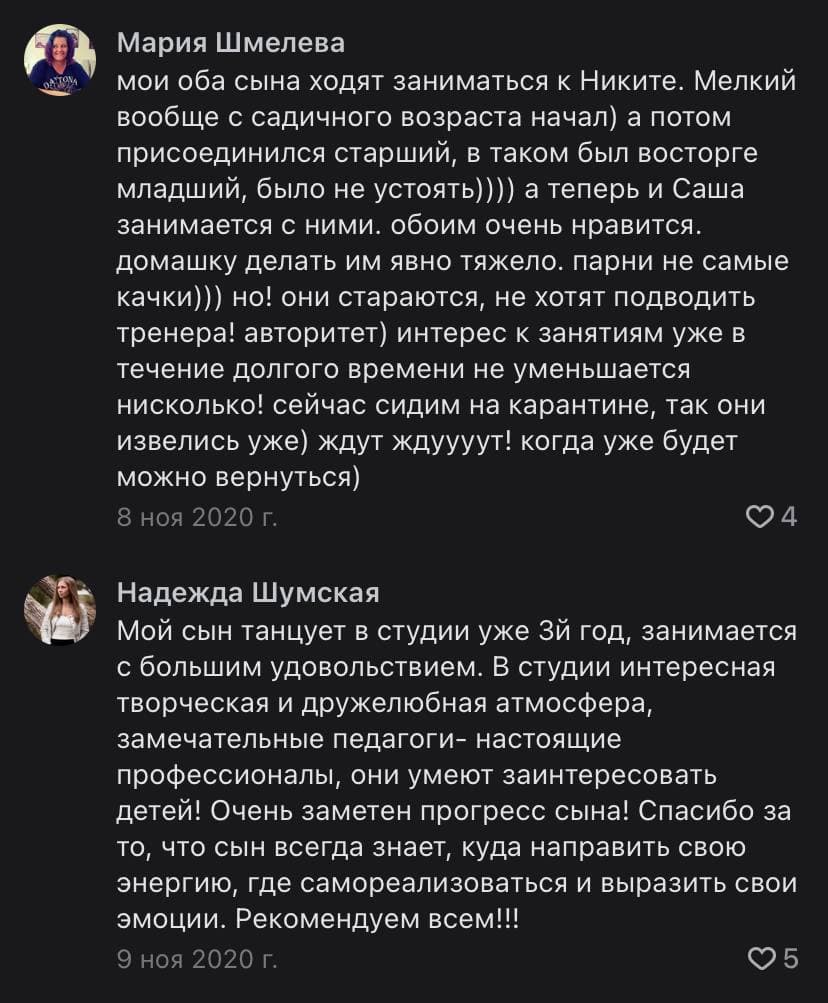 Мария Шмелева
мои оба сына ходят заниматься к Никите. Мелкий
вообще с садичного возраста начал) а потом
присоединился старший, в таком был восторге
младший, было не устоять)))) а теперь и Саша
занимается с ними. обоим очень нравится.
домашку делать им явно тяжело. парни не самые
качки))) но! они стараются, не хотят подводить
тренера! авторитет) интерес к занятиям уже в
течение долгого времени не уменьшается
нисколько! сейчас сидим на карантине, так они
извелись уже) ждут ждуууут! когда уже будет
можно вернуться)
8 ноя 2020 г.
4
Надежда Шумская
Мой сын танцует в студии уже 3й год, занимается
с большим удовольствием. В студии интересная
творческая и дружелюбная атмосфера,
замечательные педагоги- настоящие
профессионалы, они умеют заинтересовать
детей! Очень заметен прогресс сына! Спасибо за
то, что сын всегда знает, куда направить свою
энергию, где самореализоваться и выразить свои
эмоции. Рекомендуем всем!!!
9 ноя 2020 г.
5